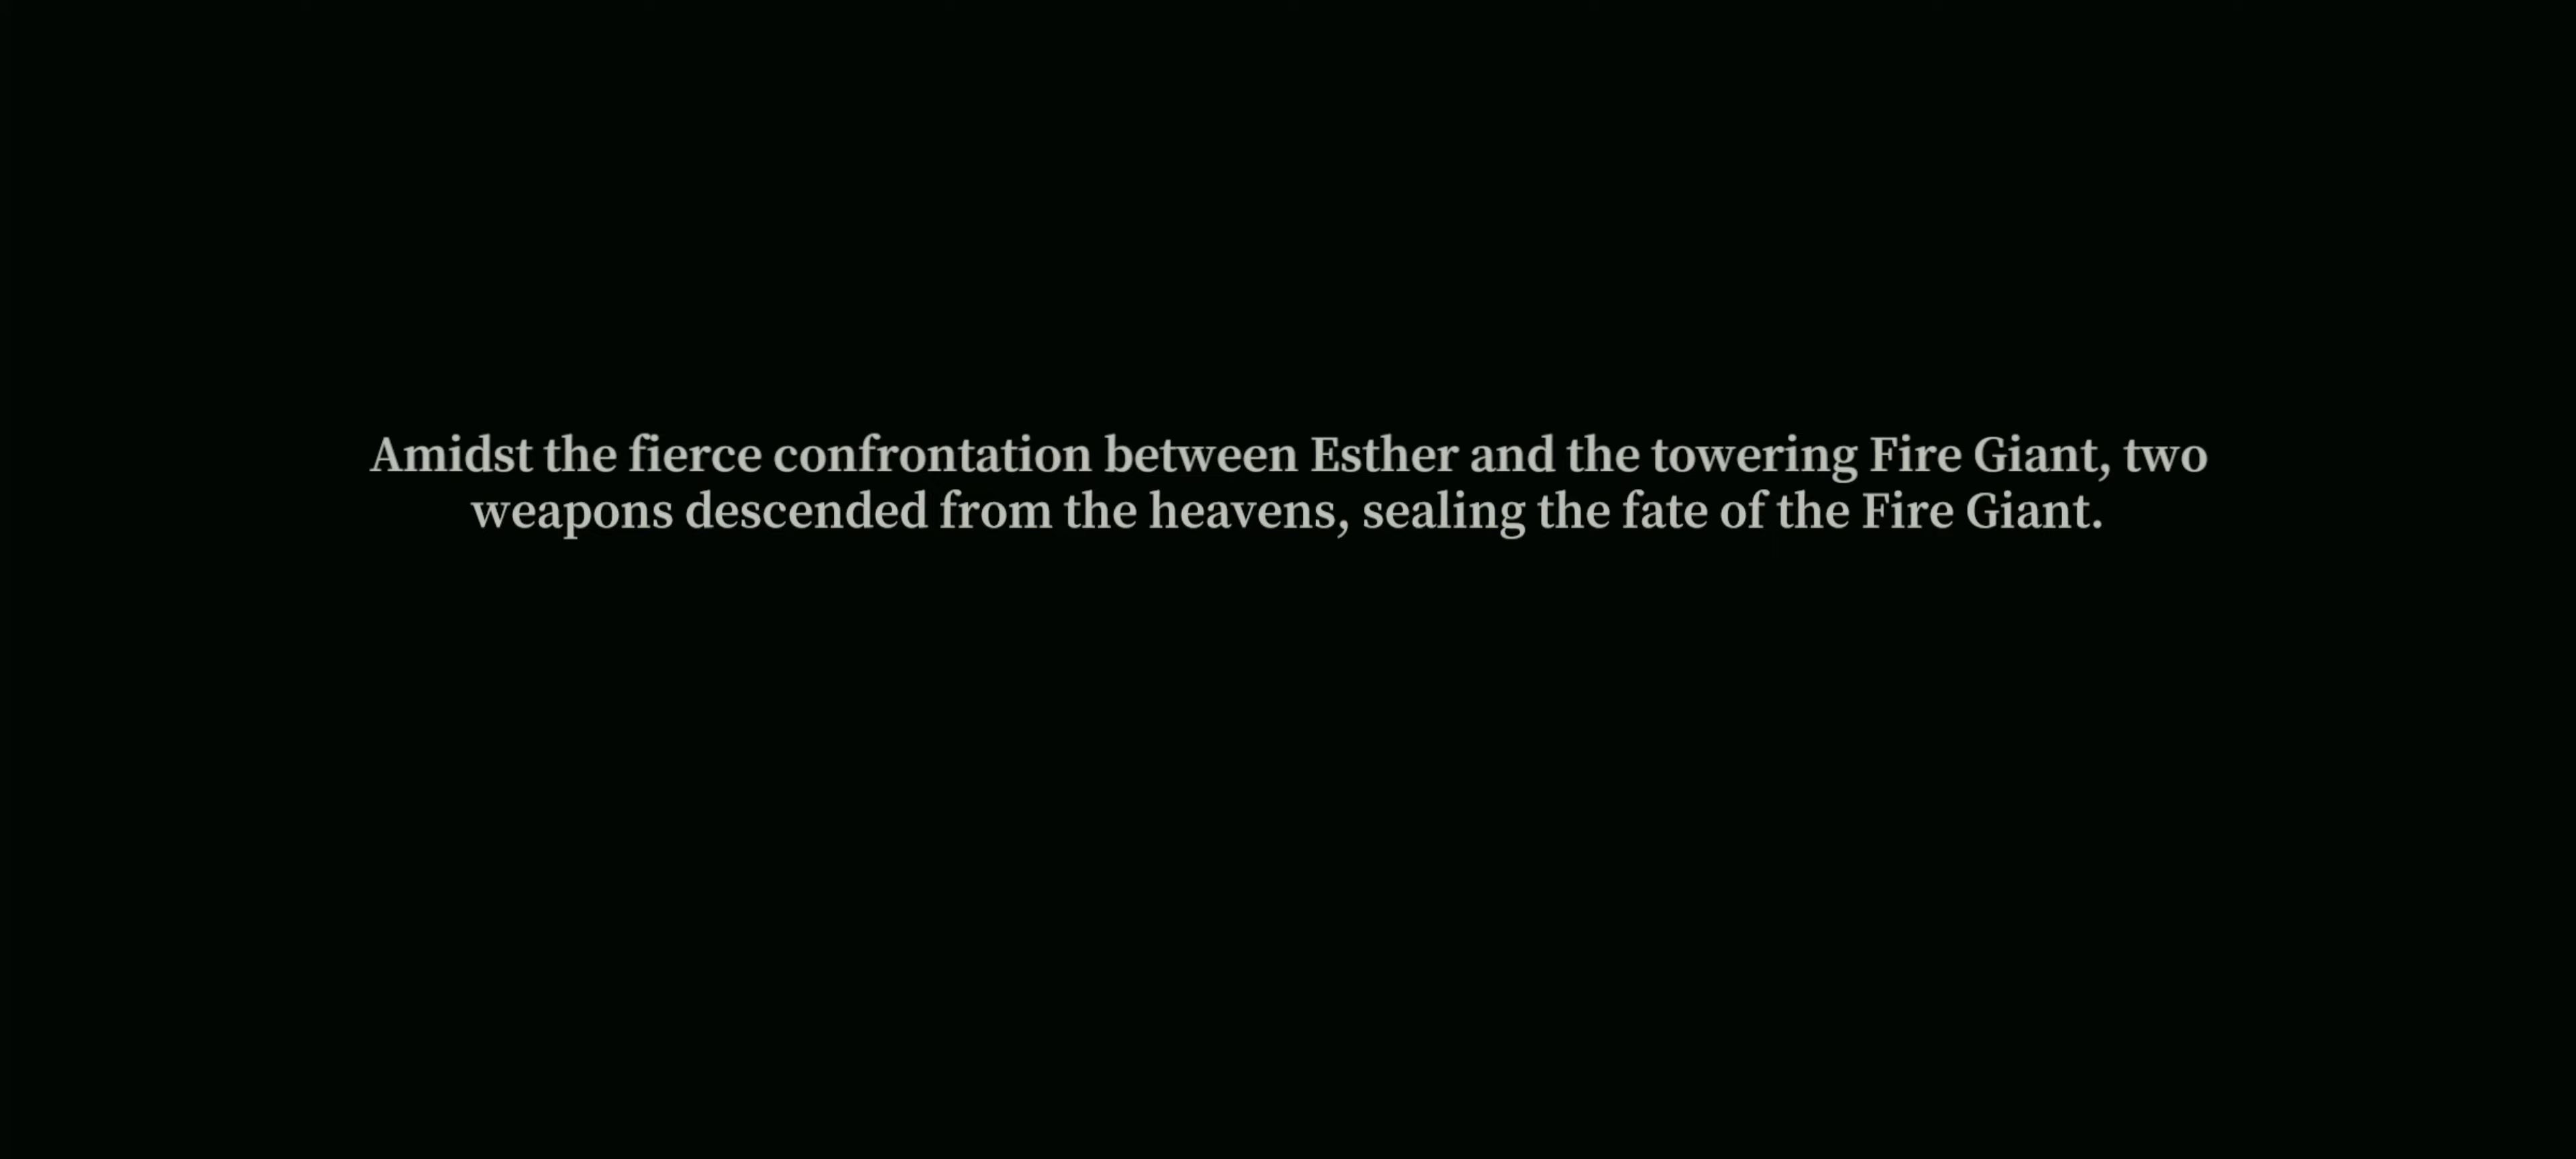 Amidst the fierce confrontation between Esther and the towering Fire Giant, two
weapons descended from the heavens, sealing the fate of the Fire Giant.